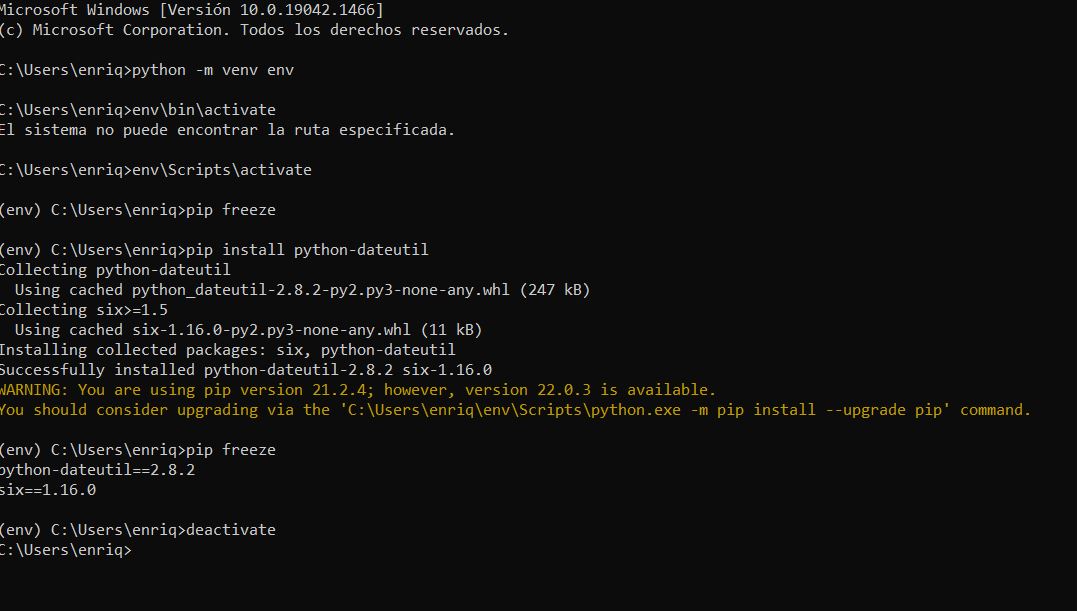 Microsoft Windows [Versión 10.0.19042.1466]
(c) Microsoft Corporation. Todos los derechos reservados.
C:\Users\enriq>python -m venv env
C:\Users\enriq>env\bin\activate
El sistema no puede encontrar la ruta especificada.
C:\Users\enriq>env\Scripts\activate
(env) C:\Users\enriq>pip freeze
(env) C:\Users\enriq>pip install python-dateutil
Collecting python-dateutil
  Using cached python_dateutil-2.8.2-py2.py3-none-any.whl (247 kB)
Collecting six>=1.5
  Using cached six-1.16.0-py2.py3-none-any.whl (11 kB)
Installing collected packages: six, python-dateutil
Successfully installed python-dateutil-2.8.2 six-1.16.0
WARNING: You are using pip version 21.2.4; however, version 22.0.3 is available.
You should consider upgrading via the 'C:\Users\enriq\env\Scripts\python.exe -m pip install --upgrade pip' command.
(env) C:\Users\enriq>pip freeze
python-dateutil==2.8.2
six==1.16.0
(env) C:\Users\enriq>deactivate
C:\Users\enriq>